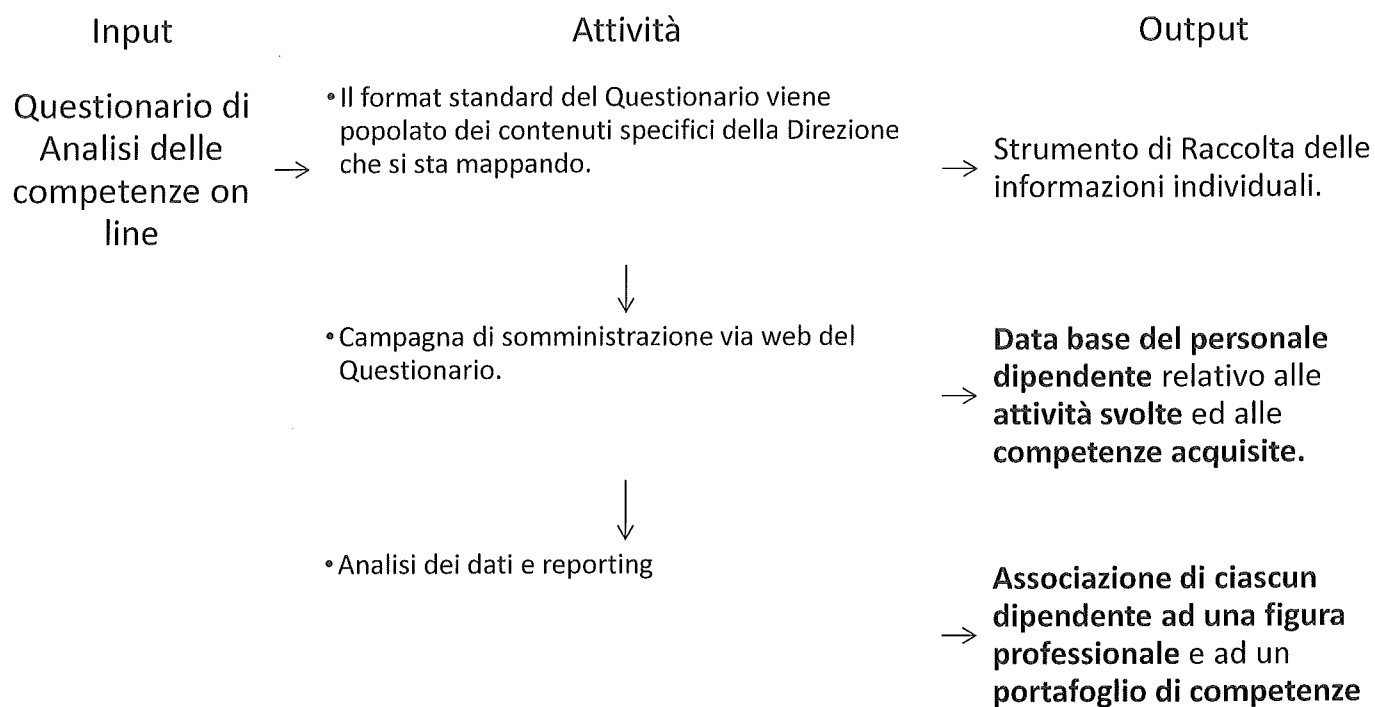 Input
Attività
Output
Questionario di
Analisi delle
competenze on
line
• Il format standard del Questionario viene
popolato dei contenuti specifici della Direzione
che si sta mappando.
Strumento di Raccolta delle
informazioni individuali.
• Campagna di somministrazione via web del
Questionario.
Data base del personale
dipendente relativo alle
attività svolte ed alle
competenze acquisite.
• Analisi dei dati e reporting
Associazione di ciascun
dipendente ad una figura
professionale e ad un
portafoglio di competenze